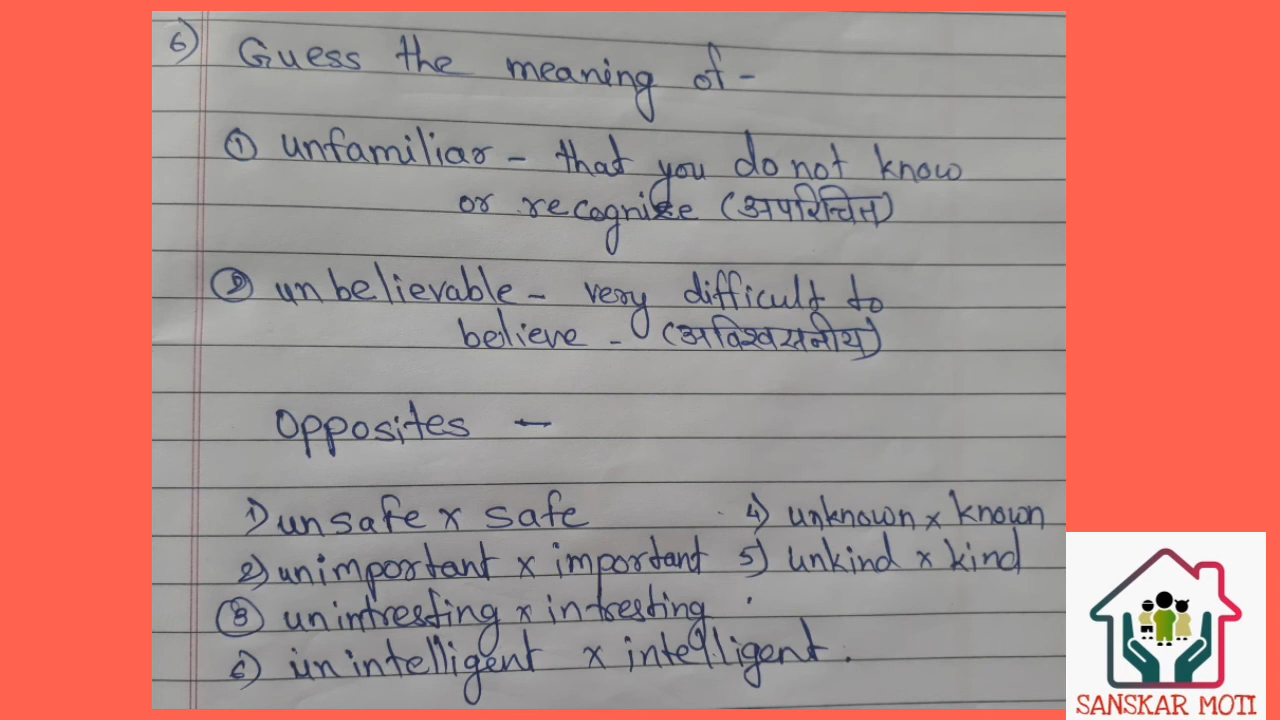 6) Guess the meaning of -
① unfamiliar - that you do not know
or recognize (अपरिचित)
② unbelievable - very difficult to
believe - (अविश्वसनीय)
Opposites -
1) unsafe x safe
4) unknown x known
2) unimportant x important
5) unkind x kind
③ unintresting x intresting
6) unintelligent x intelligent.
SANSKAR MOTI